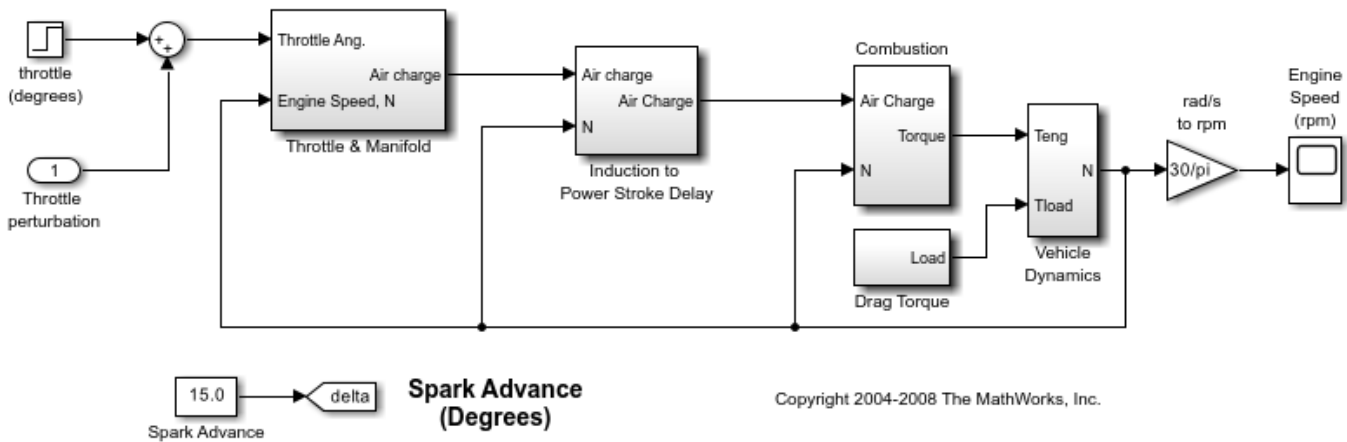 throttle
(degrees)
+
+
1
Throttle
perturbation
Throttle Ang.
Air charge
Engine Speed, N
Throttle & Manifold
Air charge
Air Charge
N
Induction to
Power Stroke Delay
Combustion
Air Charge
Torque
N
Load
Drag Torque
Teng
N
Tload
Vehicle
Dynamics
rad/s
to rpm
30/pi
Engine
Speed
(rpm)
15.0
Spark Advance
delta
Spark Advance
(Degrees)
Copyright 2004-2008 The MathWorks, Inc.